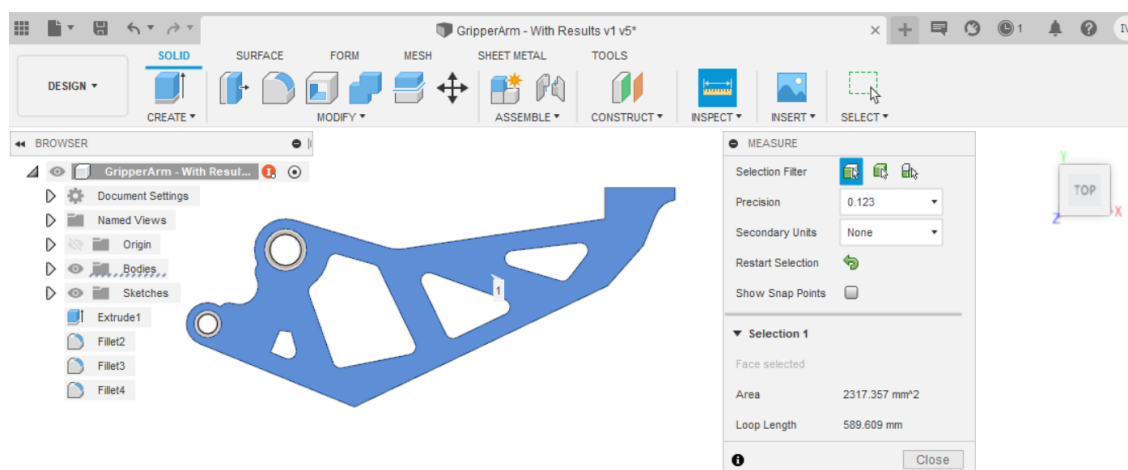 GripperArm - With Results v1 v5*
1
SOLID SURFACE FORM MESH SHEET METAL TOOLS
DESIGN
CREATE MODIFY ASSEMBLE CONSTRUCT INSPECT INSERT SELECT
BROWSER
GripperArm - With Resul...
Document Settings
Named Views
Origin
Bodies
Sketches
Extrude1
Fillet2
Fillet3
Fillet4
1
MEASURE
Selection Filter
Precision 0.123
Secondary Units None
Restart Selection
Show Snap Points
Selection 1
Face selected
Area 2317.357 mm^2
Loop Length 589.609 mm
Close
Y
TOP
Z X